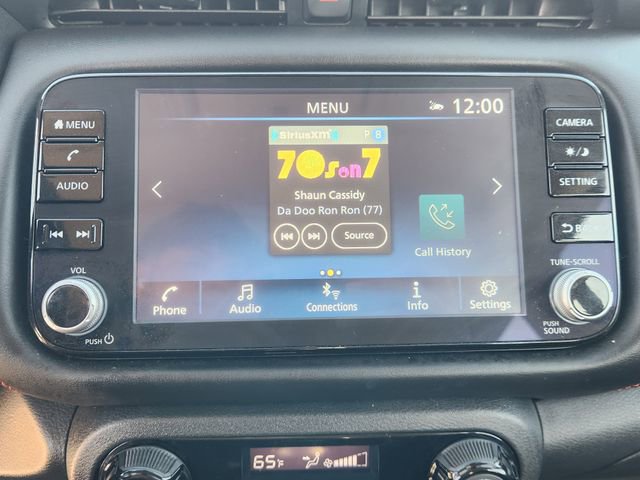 MENU
AUDIO
VOL
PUSH
MENU
12:00
SiriusXM P 8
70s on 7
Shaun Cassidy
Da Doo Ron Ron (77)
Source
Call History
Phone
Audio
Connections
Info
Settings
CAMERA
SETTING
TUNE-SCROLL
PUSH
SOUND
65°F